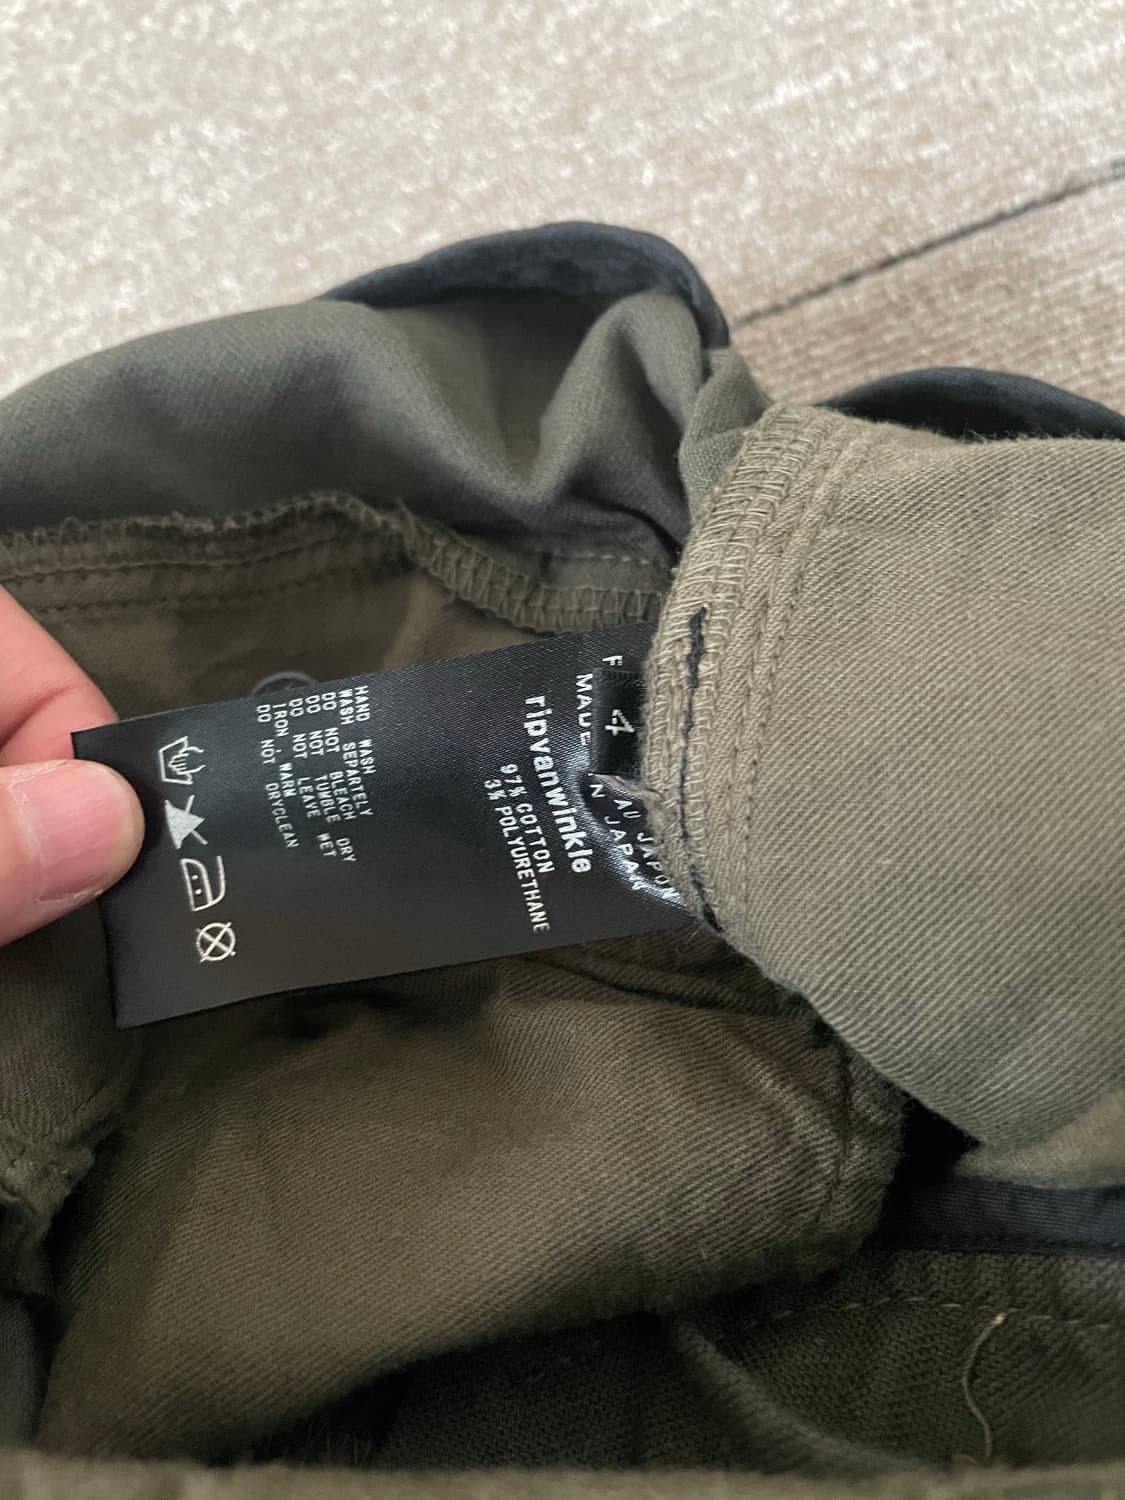 4
MADE IN JAPAN
ripvanwinkle
97% COTTON
3% POLYURETHANE
HAND WASH
WASH SEPARETLY
DO NOT BLEACH
DO NOT TUMBLE DRY
DO NOT LEAVE WET
IRON, WARM
DO NOT DRYCLEAN